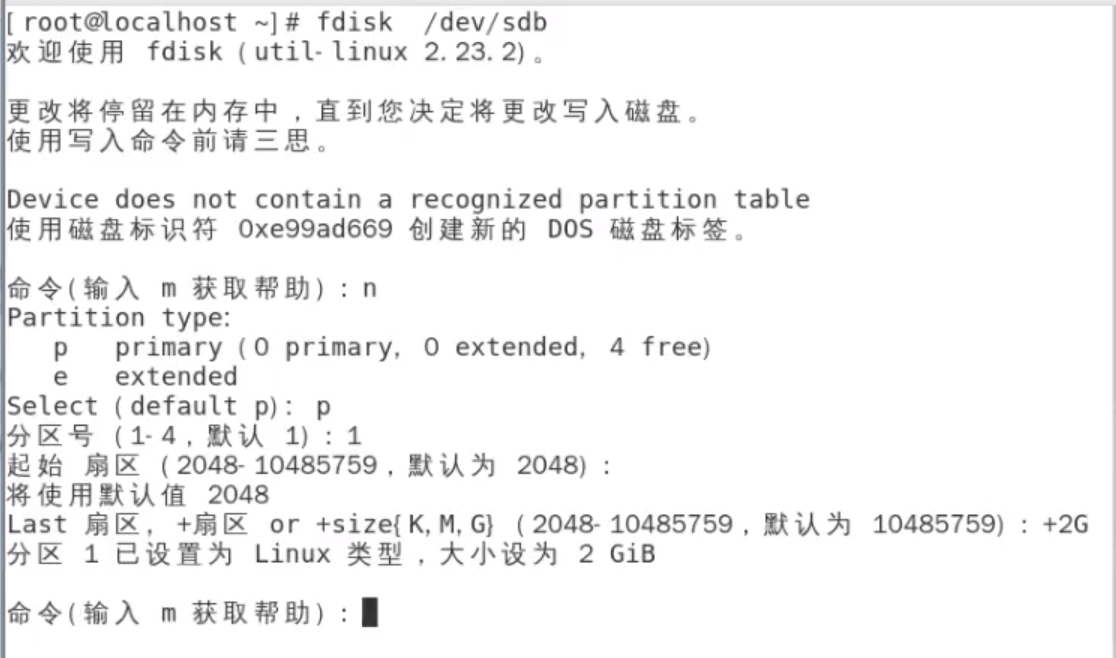 [root@localhost ~]# fdisk  /dev/sdb
欢迎使用 fdisk (util-linux 2.23.2)。
更改将停留在内存中，直到您决定将更改写入磁盘。
使用写入命令前请三思。
Device does not contain a recognized partition table
使用磁盘标识符 0xe99ad669 创建新的 DOS 磁盘标签。
命令(输入 m 获取帮助)：n
Partition type:
   p   primary (0 primary, 0 extended, 4 free)
   e   extended
Select (default p): p
分区号 (1-4，默认 1)：1
起始 扇区 (2048-10485759，默认为 2048)：
将使用默认值 2048
Last 扇区, +扇区 or +size{K,M,G} (2048-10485759，默认为 10485759)：+2G
分区 1 已设置为 Linux 类型，大小设为 2 GiB
命令(输入 m 获取帮助)：